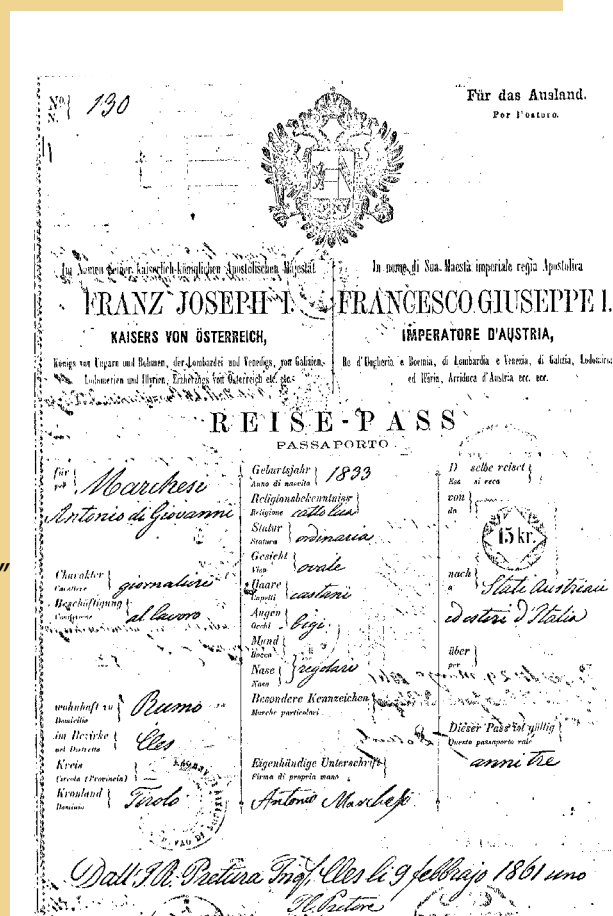 No.
N.
130
Für das Ausland.
Per l'estero.
Im Namen Seiner kaiserlich-königlichen Apostolischen Majestät
FRANZ JOSEPH I.
KAISERS VON ÖSTERREICH,
Königs von Ungarn und Böhmen, der Lombardei und Venedigs, von Galizien,
Lodomerien und Illyrien, Erzherzogs von Österreich etc. etc.
In nome di Sua Maestà imperiale regia Apostolica
FRANCESCO GIUSEPPE I.
IMPERATORE D'AUSTRIA,
Re d'Ungheria e Boemia, di Lombardia e Venezia, di Galizia, Lodomiria
ed Illiria, Arciduca d'Austria ecc. ecc.
REISE-PASS
PASSAPORTO
für
per
Marchesi
Antonio di Giovanni
Charakter
Carattere
giornaliere
Beschäftigung
Condizione
al lavoro
wohnhaft zu
Domicilio
Rumo
im Bezirke
nel Distretto
Cles
Kreis
Circolo (Provincia)
Kronland
Dominio
Tirolo
Geburtsjahr
Anno di nascita
1833
Religionsbekenntniss
Religione
cattolica
Statur
Statura
ordinaria
Gesicht
Viso
ovale
Haare
Capelli
castani
Augen
Occhi
bigi
Mund
Bocca
Nase
Naso
regolari
Besondere Kennzeichen
Marche particolari
Eigenhändige Unterschrift
Firma di propria mano
Antonio Marchesi
D selbe reiset
Esa si reca
von
da
15 kr.
nach
a
Stati Austriaci
ed esteri d'Italia
über
per
Dieser Pass ist gültig
Questo passaporto vale
anni tre
Dall' I. R. Pretura Cles li 9 febbrajo 1861 uno
Il Pretore
"